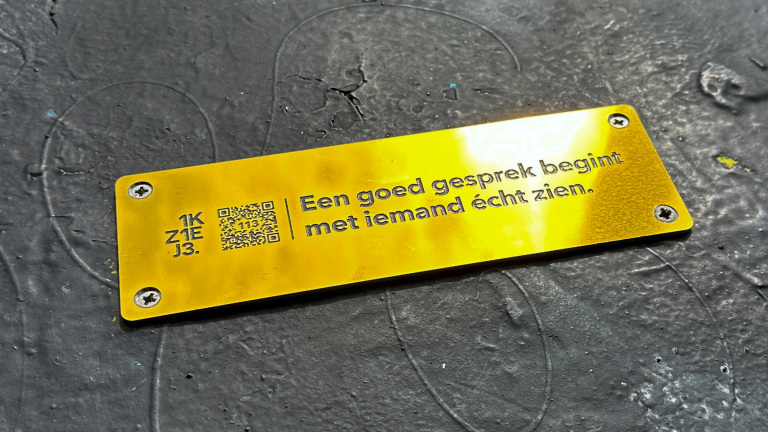 1K
Z1E
J3.
113
Een goed gesprek begint
met iemand écht zien.